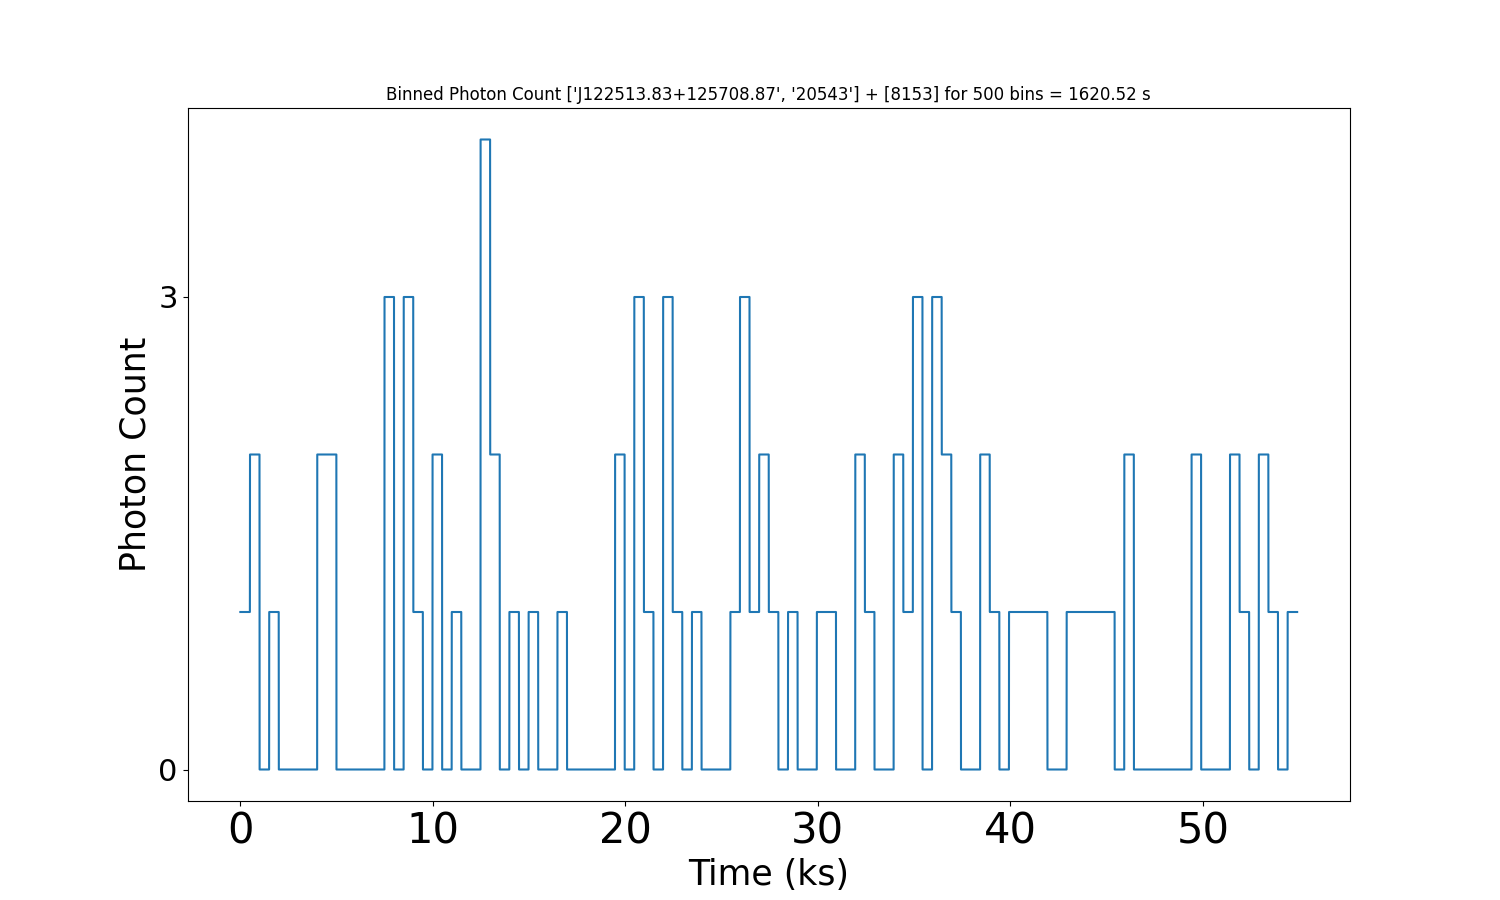 Binned Photon Count ['J122513.83+125708.87', '20543'] + [8153] for 500 bins = 1620.52 s
3
Photon Count
0
0 10 20 30 40 50
Time (ks)